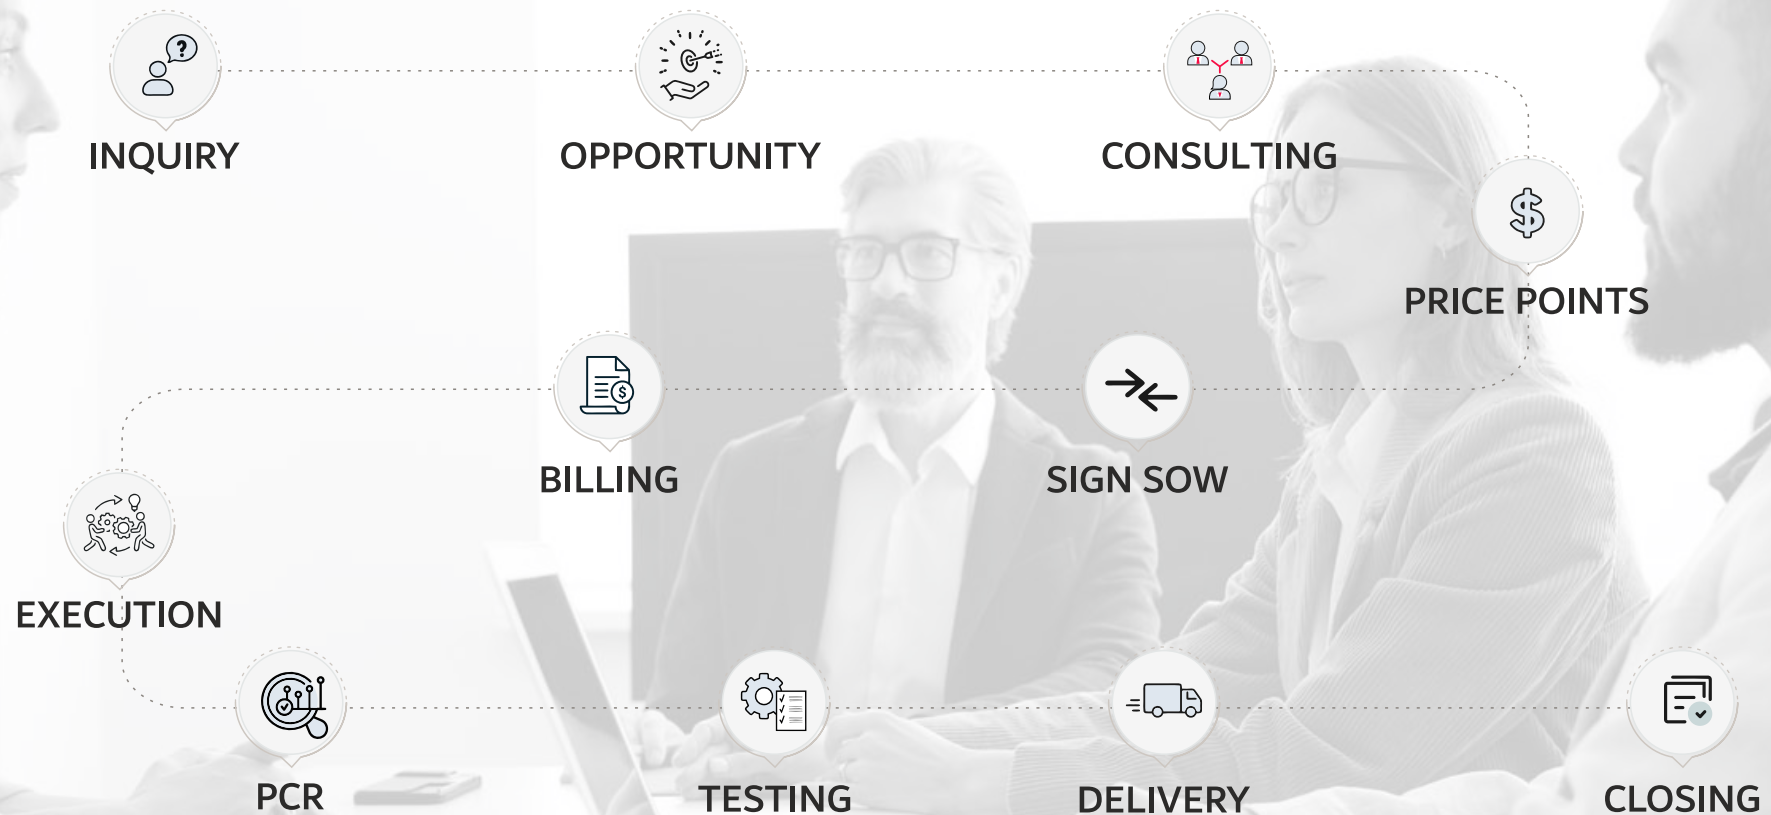 INQUIRY
OPPORTUNITY
CONSULTING
PRICE POINTS
SIGN SOW
BILLING
EXECUTION
PCR
TESTING
DELIVERY
CLOSING